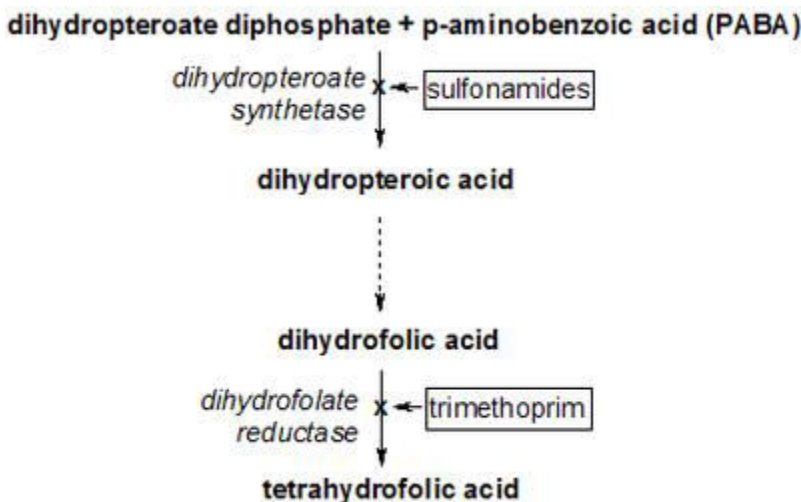 dihydropteroate diphosphate + p-aminobenzoic acid (PABA)
dihydropteroate
synthetase
x
sulfonamides
dihydropteroic acid
dihydrofolic acid
dihydrofolate
reductase
x
trimethoprim
tetrahydrofolic acid